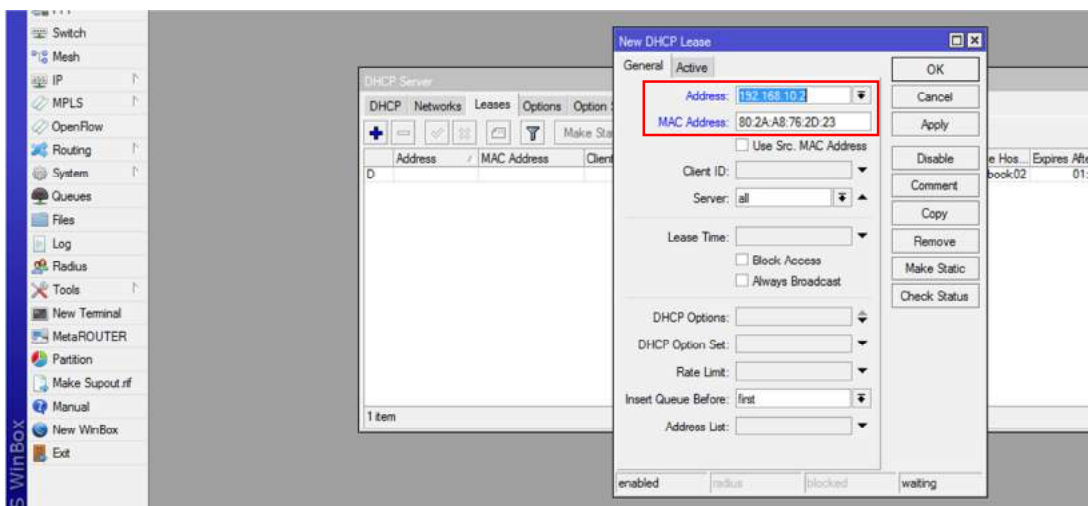 Switch
Mesh
IP
MPLS
OpenFlow
Routing
System
Queues
Files
Log
Radius
Tools
New Terminal
MetaROUTER
Partition
Make Supout.rif
Manual
New WinBox
Exit
WinBox
DHCP Server
DHCP Networks Leases Options Option
Make Sta
Address / MAC Address Client
D
1 item
New DHCP Lease
General Active
Address: 192.168.10.2
MAC Address: 80:2A:A8:76:2D:23
Use Src. MAC Address
Client ID:
Server: all
Lease Time:
Block Access
Always Broadcast
DHCP Options:
DHCP Option Set:
Rate Limit:
Insert Queue Before: first
Address List:
enabled radius blocked waiting
OK
Cancel
Apply
Disable
Comment
Copy
Remove
Make Static
Check Status
e Hos... Expires Afte
book02 01: